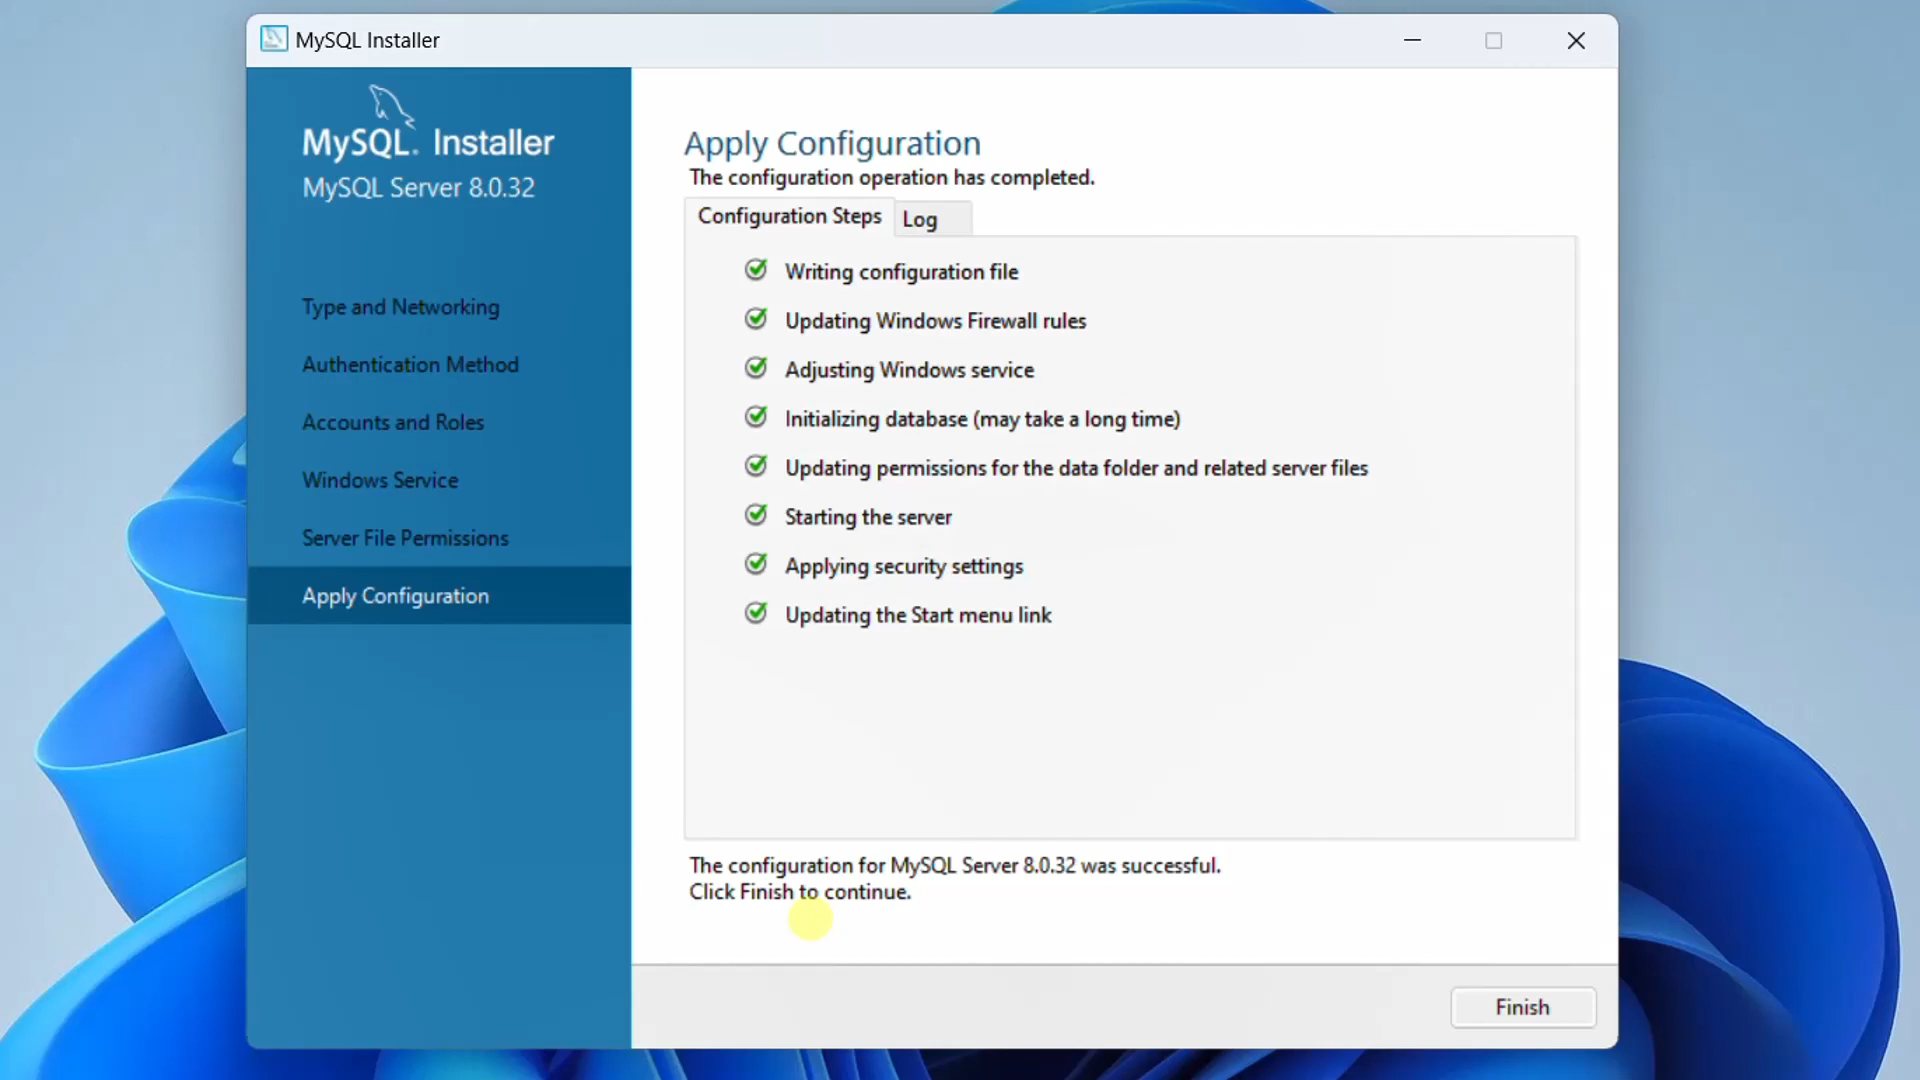 MySQL Installer
MySQL. Installer
MySQL Server 8.0.32
Type and Networking
Authentication Method
Accounts and Roles
Windows Service
Server File Permissions
Apply Configuration
Apply Configuration
The configuration operation has completed.
Configuration Steps
Log
Writing configuration file
Updating Windows Firewall rules
Adjusting Windows service
Initializing database (may take a long time)
Updating permissions for the data folder and related server files
Starting the server
Applying security settings
Updating the Start menu link
The configuration for MySQL Server 8.0.32 was successful.
Click Finish to continue.
Finish